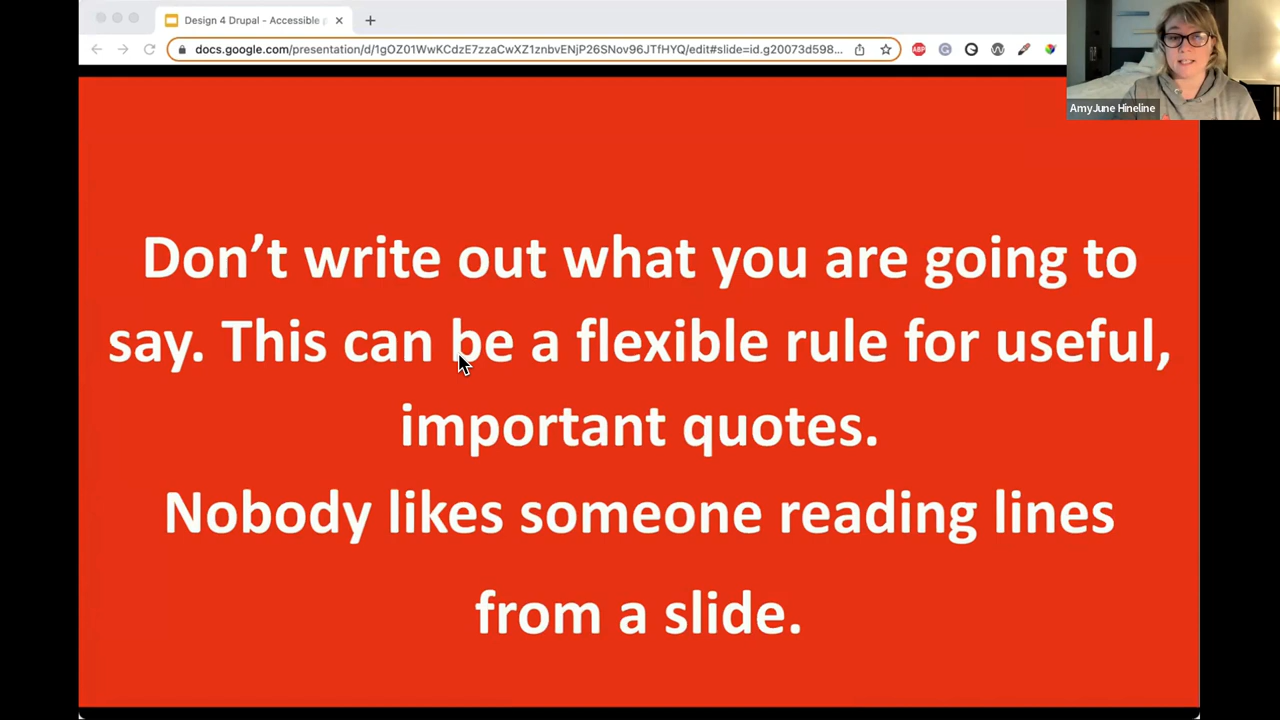 Design 4 Drupal - Accessible
docs.google.com/presentation/d/1gOZ01WwKCdzE7zzaCwXZ1znbvENjP26SNov96JTfHYQ/edit#slide=id.g20073d598...
ABP
AmyJune Hineline
Don’t write out what you are going to
say. This can be a flexible rule for useful,
important quotes.
Nobody likes someone reading lines
from a slide.